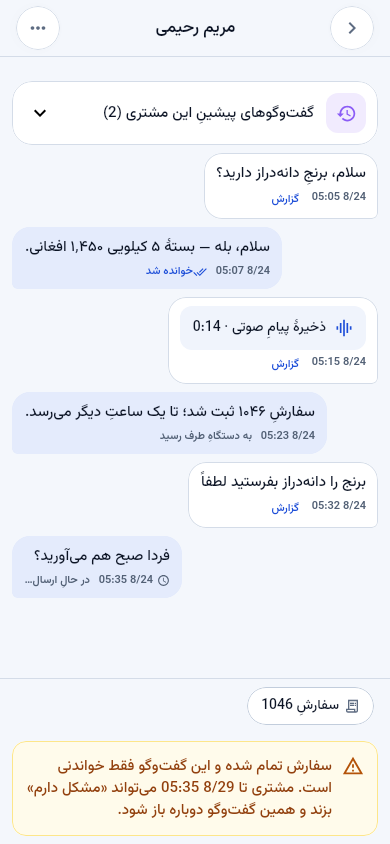 مریم رحیمی
گفت‌وگوهای پیشینِ این مشتری (2)
سلام، برنجِ دانه‌دراز دارید؟
8/24 05:05 گزارش
سلام، بله — بستهٔ ۵ کیلویی ۱,۴۵۰ افغانی.
8/24 05:07 خوانده شد
ذخیرهٔ پیامِ صوتی · 0:14
8/24 05:15 گزارش
سفارشِ ۱۰۴۶ ثبت شد؛ تا یک ساعتِ دیگر می‌رسد.
8/24 05:23 به دستگاهِ طرف رسید
برنج را دانه‌دراز بفرستید لطفاً
8/24 05:32 گزارش
فردا صبح هم می‌آورید؟
8/24 05:35 در حالِ ارسال…
سفارشِ 1046
سفارش تمام شده و این گفت‌وگو فقط خواندنی
است. مشتری تا 8/29 05:35 می‌تواند «مشکل دارم»
بزند و همین گفت‌وگو دوباره باز شود.